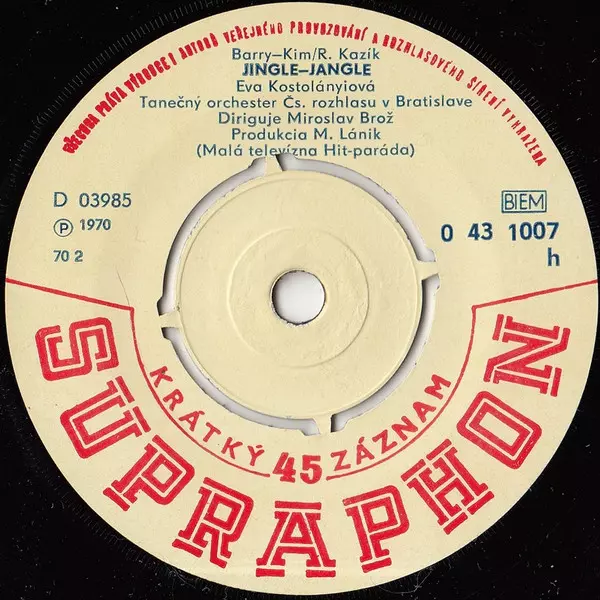 VŠECHNA PRÁVA VÝROBCE I AUTORŮ VEŘEJNÉHO PROVOZOVÁNÍ A ROZHLASOVÉHO ŠÍŘENÍ VYHRAŽENA
Barry–Kim/R. Kazík
JINGLE–JANGLE
Eva Kostolányiová
Tanečný orchester Čs. rozhlasu v Bratislave
Diriguje Miroslav Brož
Produkcia M. Lánik
(Malá televízna Hit-paráda)
D 03985
Ⓟ 1970
70 2
BIEM
0 43 1007
h
KRÁTKÝ 45 ZÁZNAM
SUPRAPHON